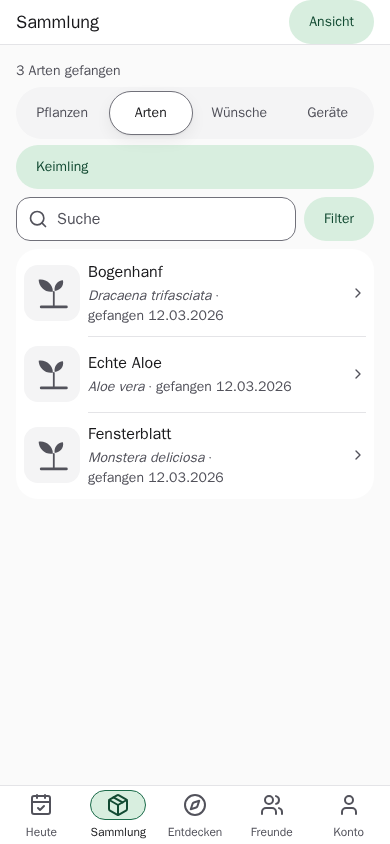 Sammlung
Ansicht
3 Arten gefangen
Pflanzen
Arten
Wünsche
Geräte
Keimling
Suche
Filter
Bogenhanf
Dracaena trifasciata ·
gefangen 12.03.2026
Echte Aloe
Aloe vera · gefangen 12.03.2026
Fensterblatt
Monstera deliciosa ·
gefangen 12.03.2026
Heute
Sammlung
Entdecken
Freunde
Konto